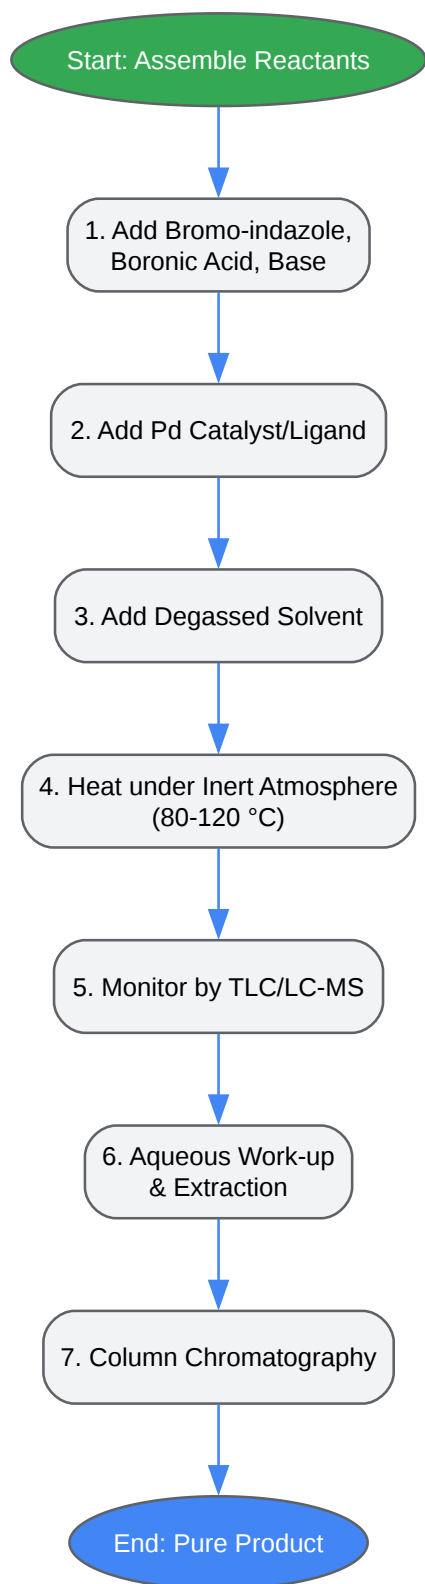 Start: Assemble Reactants
1. Add Bromo-indazole,
Boronic Acid, Base
2. Add Pd Catalyst/Ligand
3. Add Degassed Solvent
4. Heat under Inert Atmosphere
(80-120 °C)
5. Monitor by TLC/LC-MS
6. Aqueous Work-up
& Extraction
7. Column Chromatography
End: Pure Product